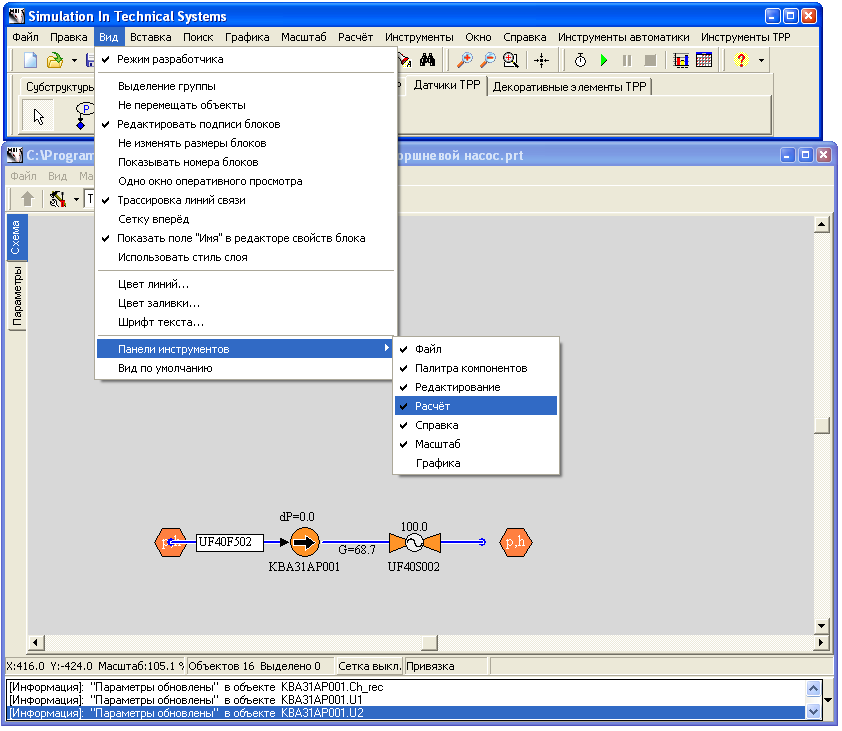 Simulation In Technical Systems
Файл Правка Вид Вставка Поиск Графика Масштаб Расчёт Инструменты Окно Справка Инструменты автоматики Инструменты ТРР
Субструктуры Р Датчики ТРР Декоративные элементы ТРР
P
Режим разработчика
Выделение группы
Не перемещать объекты
Редактировать подписи блоков
Не изменять размеры блоков
Показывать номера блоков
Одно окно оперативного просмотра
Трассировка линий связи
Сетку вперёд
Показать поле "Имя" в редакторе свойств блока
Использовать стиль слоя
Цвет линий...
Цвет заливки...
Шрифт текста...
Панели инструментов
Вид по умолчанию
Файл
Палитра компонентов
Редактирование
Расчёт
Справка
Масштаб
Графика
C:\Program оршневой насос.prt
Файл Вид Ма
Т
Схема
Параметры
dP=0.0
100.0
p,h UF40F502 G=68.7 p,h
KBA31AP001 UF40S002
X:416.0 Y:-424.0 Масштаб:105.1 % Объектов 16 Выделено 0 Сетка выкл. Привязка
[Информация]: "Параметры обновлены" в объекте KBA31AP001.Ch_rec
[Информация]: "Параметры обновлены" в объекте KBA31AP001.U1
[Информация]: "Параметры обновлены" в объекте KBA31AP001.U2